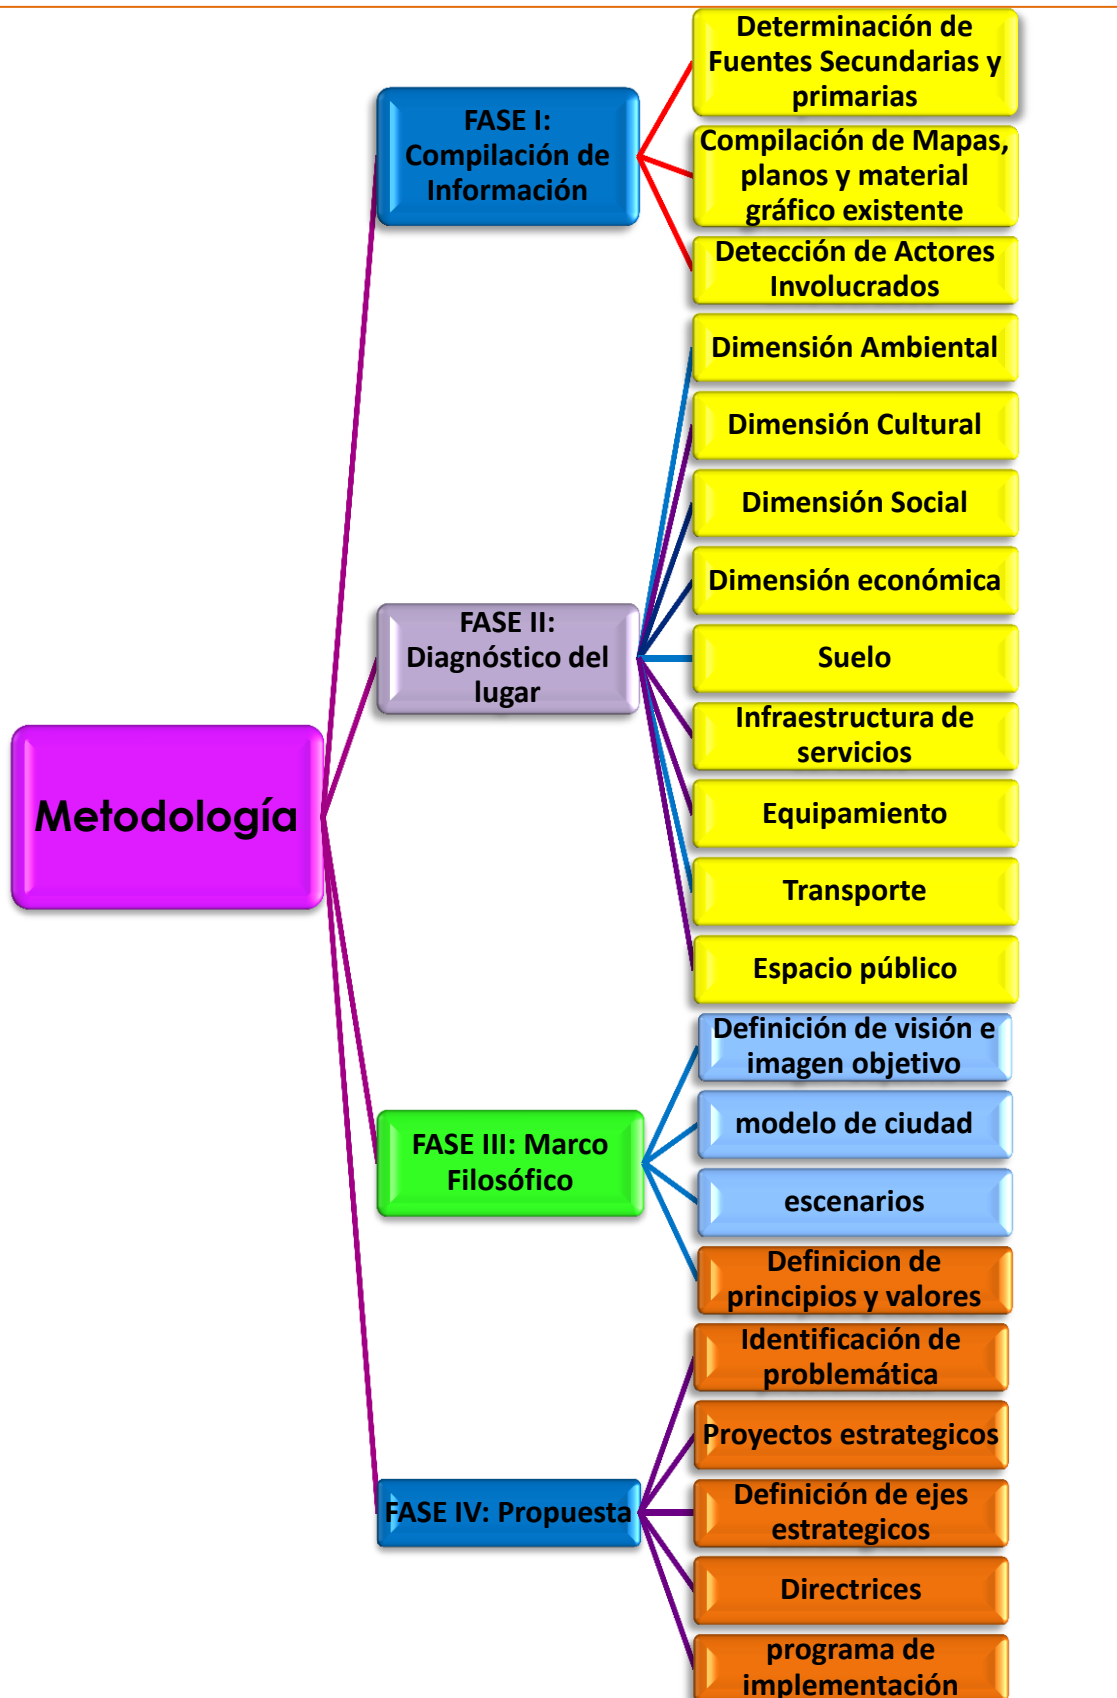 Metodología
FASE I:
Compilación de
Información
Determinación de
Fuentes Secundarias y
primarias
Compilación de Mapas,
planos y material
gráfico existente
Detección de Actores
Involucrados
FASE II:
Diagnóstico del
lugar
Dimensión Ambiental
Dimensión Cultural
Dimensión Social
Dimensión económica
Suelo
Infraestructura de
servicios
Equipamiento
Transporte
Espacio público
FASE III: Marco
Filosófico
Definición de visión e
imagen objetivo
modelo de ciudad
escenarios
Definicion de
principios y valores
FASE IV: Propuesta
Identificación de
problemática
Proyectos estrategicos
Definición de ejes
estrategicos
Directrices
programa de
implementación